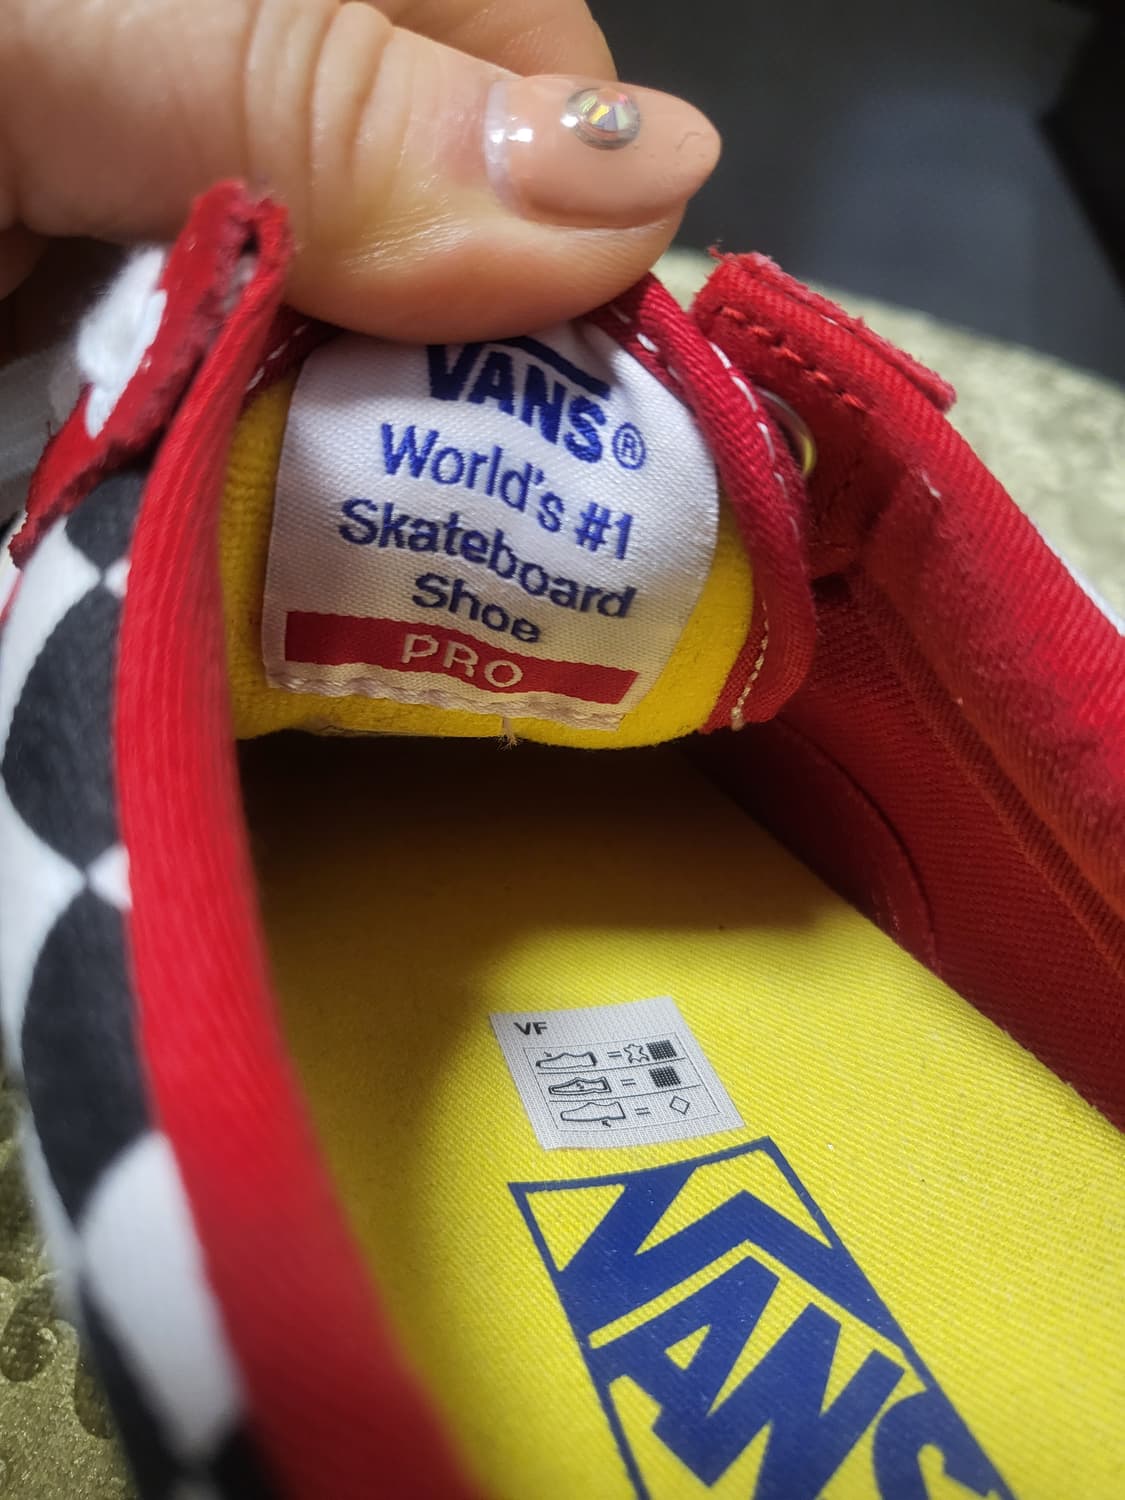 VANS®
World's #1
Skateboard
Shoe
PRO
VF
=
=
=
VANS